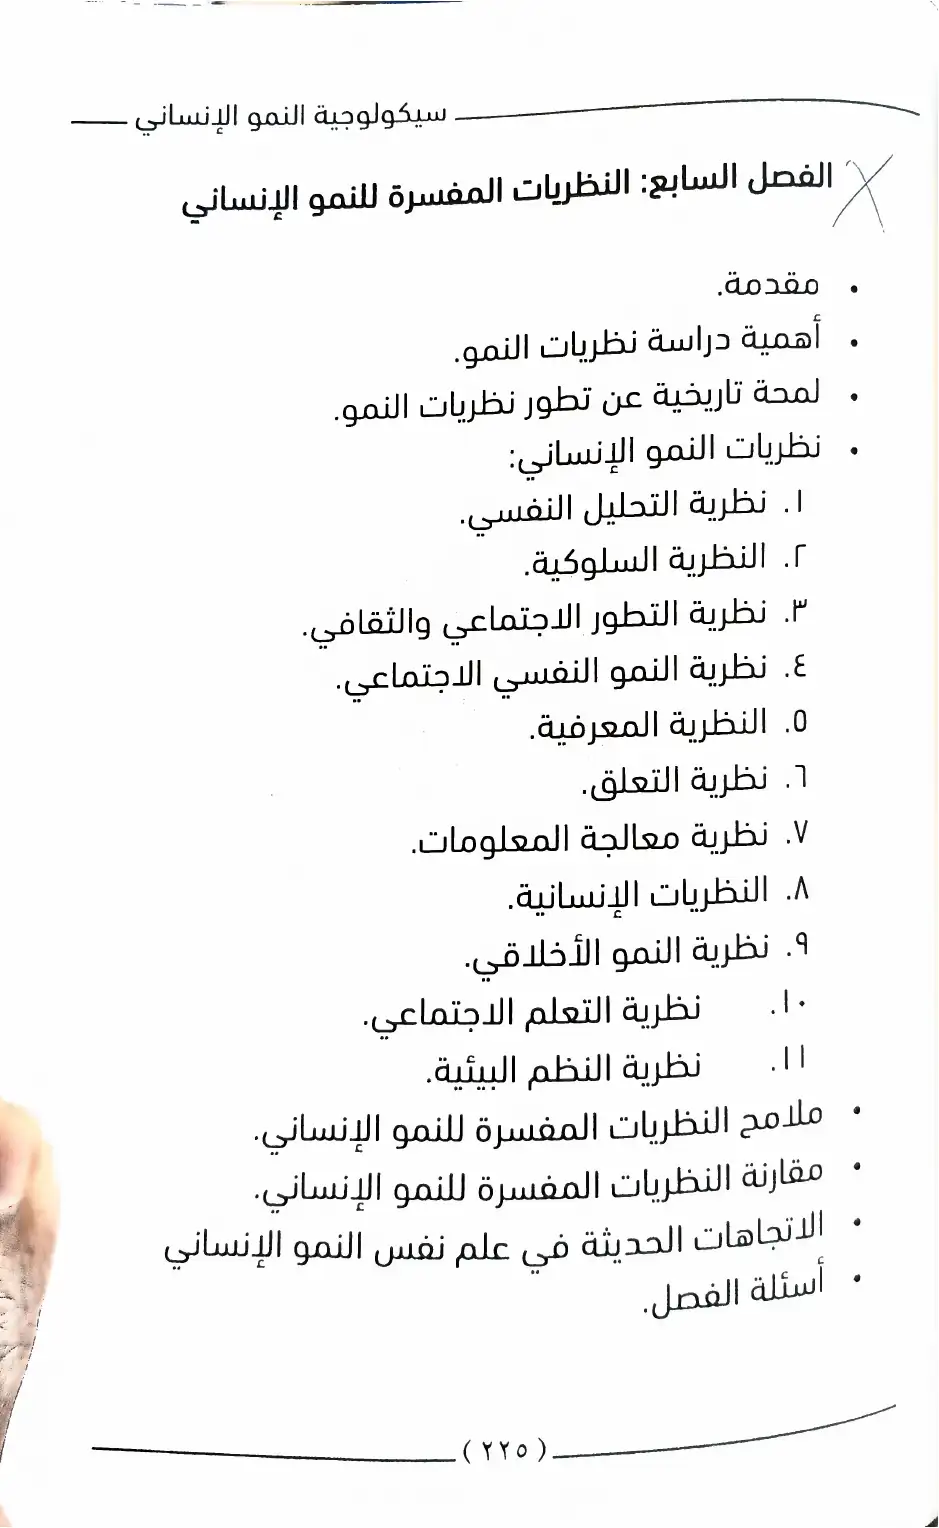 سيكولوجية النمو الإنساني
الفصل السابع: النظريات المفسرة للنمو الإنساني
• مقدمة.
• أهمية دراسة نظريات النمو.
• لمحة تاريخية عن تطور نظريات النمو.
• نظريات النمو الإنساني:
١. نظرية التحليل النفسي.
٢. النظرية السلوكية.
٣. نظرية التطور الاجتماعي والثقافي.
٤. نظرية النمو النفسي الاجتماعي.
٥. النظرية المعرفية.
٦. نظرية التعلق.
٧. نظرية معالجة المعلومات.
٨. النظريات الإنسانية.
٩. نظرية النمو الأخلاقي.
١٠. نظرية التعلم الاجتماعي.
١١. نظرية النظم البيئية.
• ملامح النظريات المفسرة للنمو الإنساني.
• مقارنة النظريات المفسرة للنمو الإنساني.
• الاتجاهات الحديثة في علم نفس النمو الإنساني
• أسئلة الفصل.
(٢٢٥)